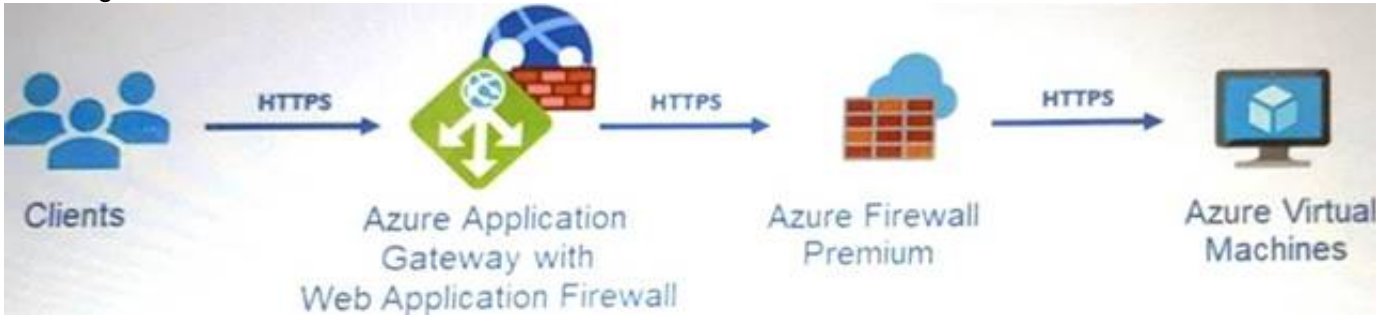 HTTPS
HTTPS
HTTPS
Clients
Azure Application
Gateway with
Web Application Firewall
Azure Firewall
Premium
Azure Virtual
Machines